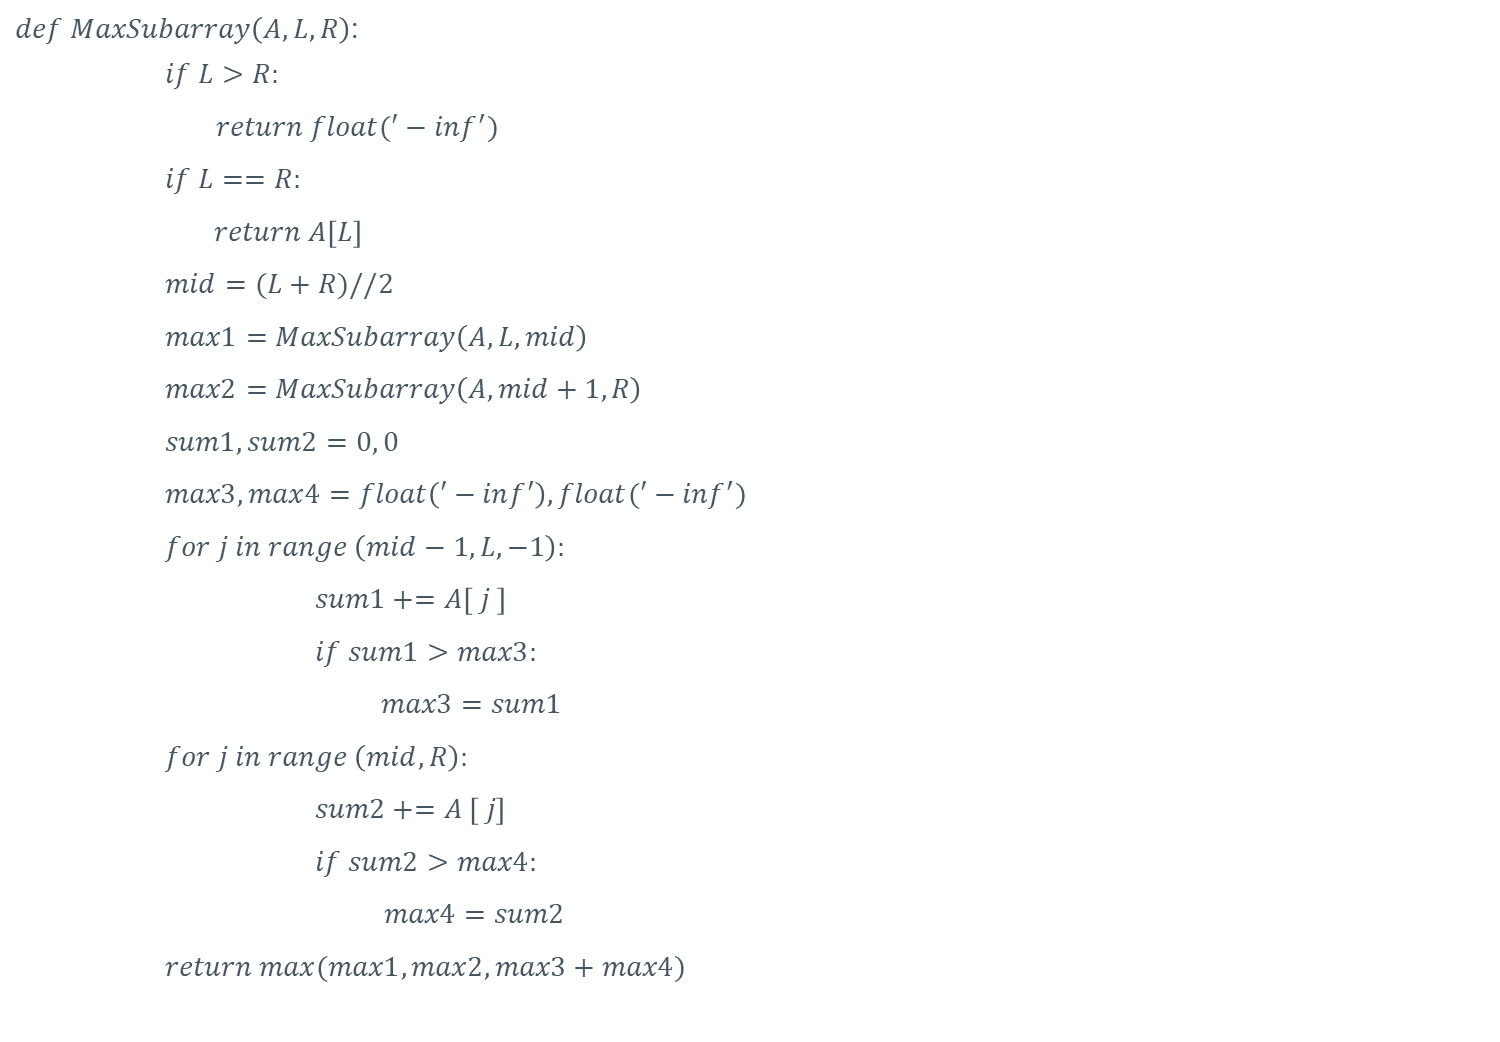 def MaxSubarray(A, L, R):
if L > R:
return float(′ − inf′)
if L == R:
return A[L]
mid = (L + R)//2
max1 = MaxSubarray(A, L, mid)
max2 = MaxSubarray(A, mid + 1, R)
sum1, sum2 = 0, 0
max3, max4 = float(′ − inf′), float(′ − inf′)
for j in range (mid − 1, L, −1):
sum1 += A[ j ]
if sum1 > max3:
max3 = sum1
for j in range (mid, R):
sum2 += A [ j]
if sum2 > max4:
max4 = sum2
return max(max1, max2, max3 + max4)